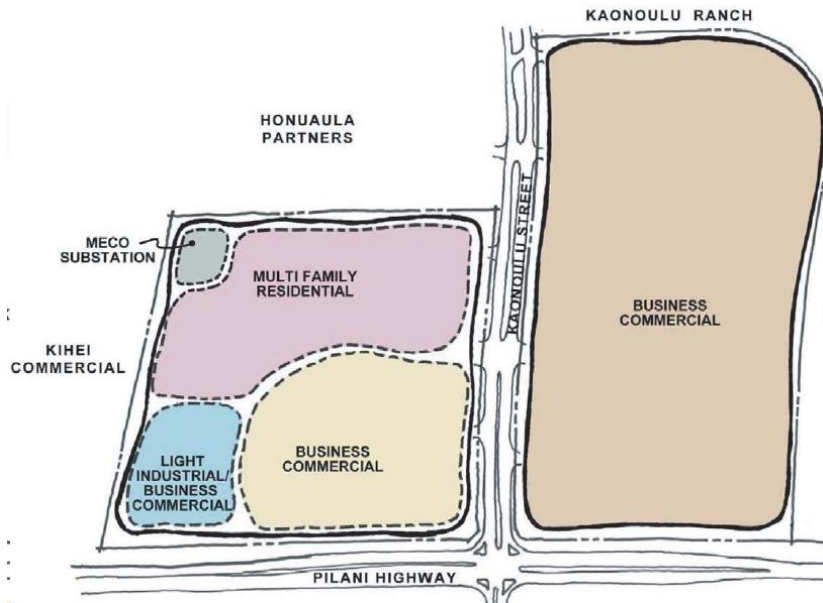 KAONOULU RANCH
HONUAULA
PARTNERS
MECO
SUBSTATION
MULTI FAMILY
RESIDENTIAL
KAONOULU STREET
BUSINESS
COMMERCIAL
KIHEI
COMMERCIAL
LIGHT
INDUSTRIAL/
BUSINESS
COMMERCIAL
BUSINESS
COMMERCIAL
PILANI HIGHWAY